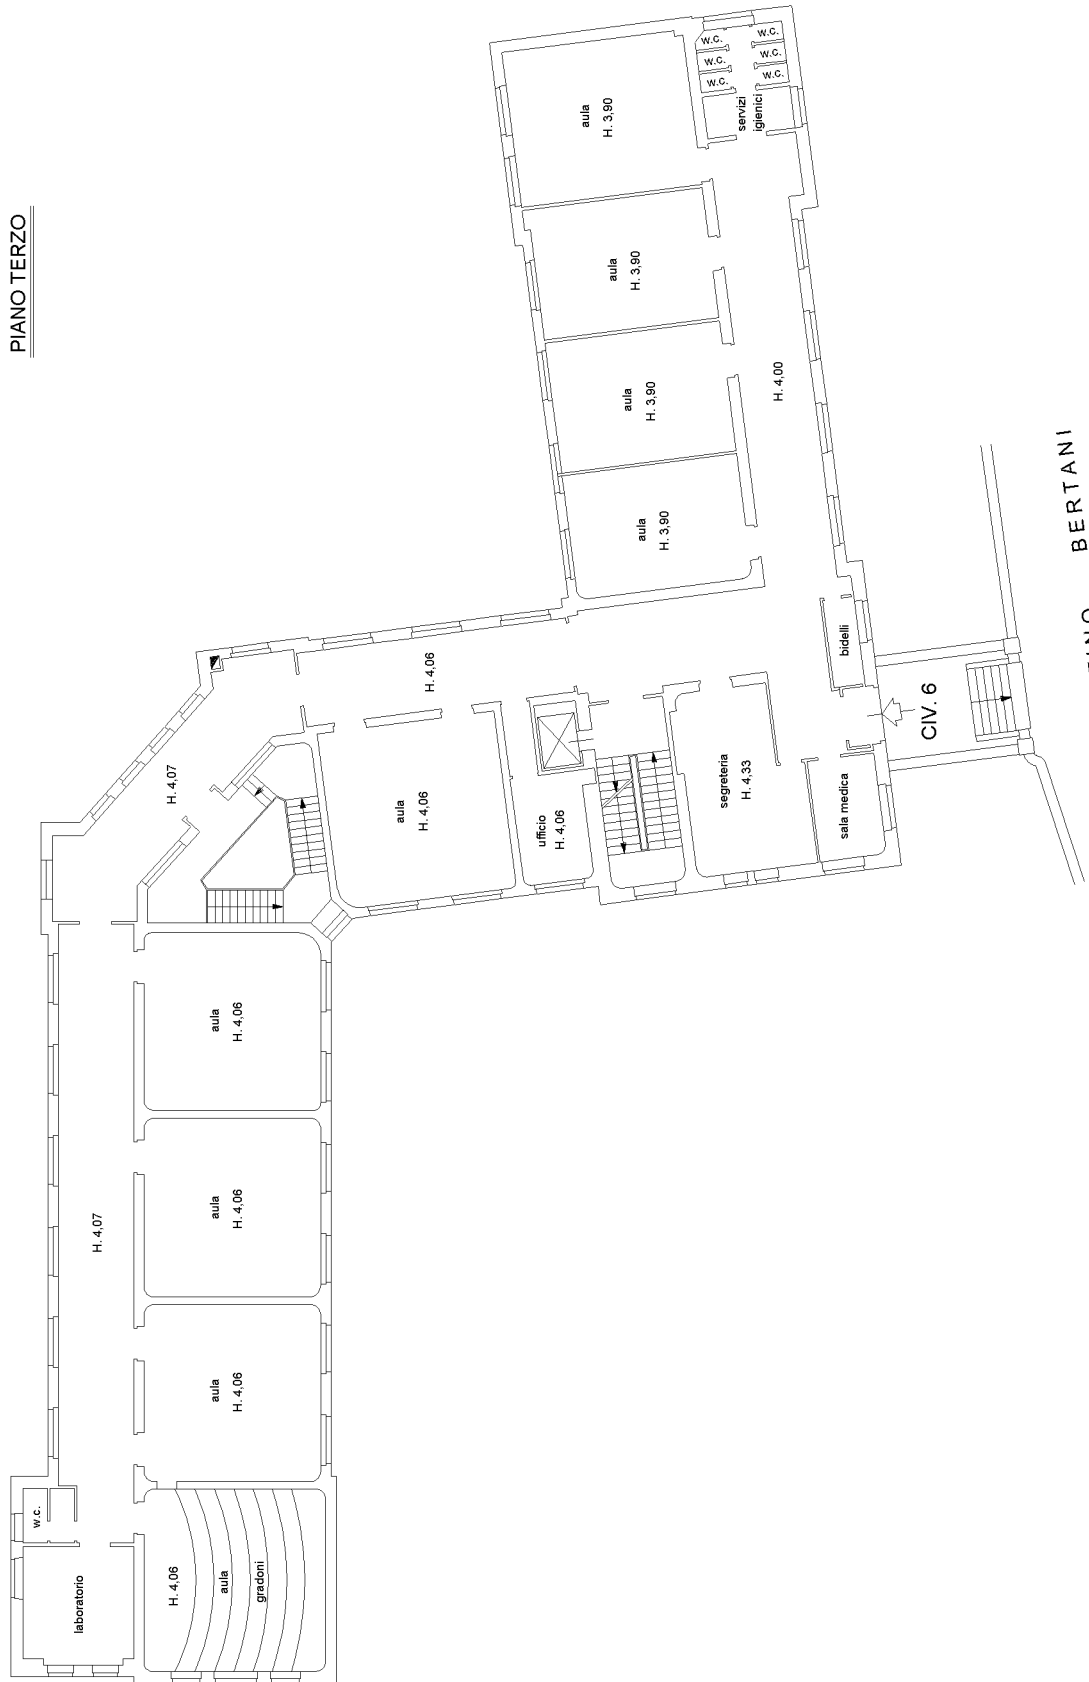 PIANO TERZO
w.c.
w.c.
w.c.
w.c.
w.c.
w.c.
servizi
igienici
aula
H. 3,90
aula
H. 3,90
aula
H. 3,90
aula
H. 3,90
H. 4,00
BERTANI
bidelli
CIV. 6
H. 4,06
H. 4,07
aula
H. 4,06
ufficio
H. 4,06
segreteria
H. 4,33
sala medica
aula
H. 4,06
aula
H. 4,06
aula
H. 4,06
H. 4,07
w.c.
laboratorio
H. 4,06
aula
gradoni